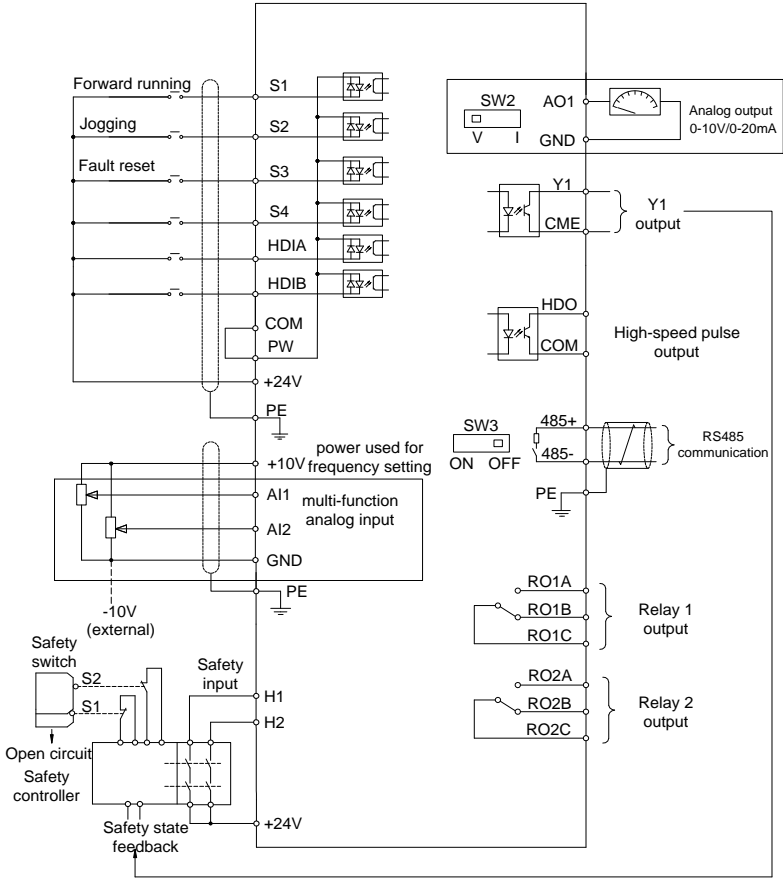 Forward running
S1
Jogging
S2
Fault reset
S3
S4
HDIA
HDIB
COM
PW
+24V
PE
+10V
power used for
frequency setting
AI1
multi-function
analog input
AI2
GND
PE
-10V
(external)
Safety
switch
S2
S1
Open circuit
Safety
controller
Safety
input
H1
H2
+24V
Safety state
feedback
SW2
V I
AO1
GND
Analog output
0-10V/0-20mA
Y1
CME
Y1
output
HDO
COM
High-speed pulse
output
SW3
ON OFF
485+
485-
PE
RS485
communication
RO1A
RO1B
RO1C
Relay 1
output
RO2A
RO2B
RO2C
Relay 2
output